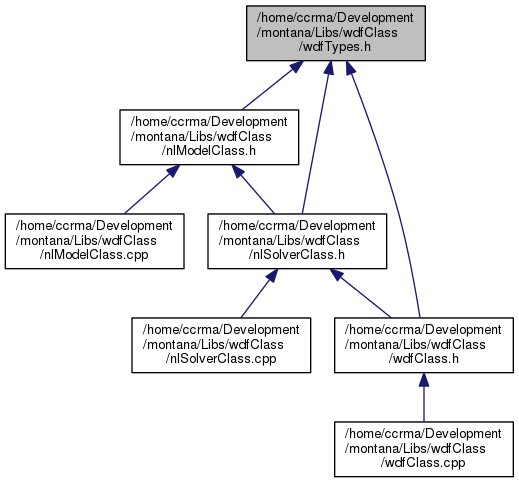 /home/ccrma/Development
/montana/Libs/wdfClass
/wdfTypes.h
/home/ccrma/Development
/montana/Libs/wdfClass
/nlModelClass.h
/home/ccrma/Development
/montana/Libs/wdfClass
/nlModelClass.cpp
/home/ccrma/Development
/montana/Libs/wdfClass
/nlSolverClass.h
/home/ccrma/Development
/montana/Libs/wdfClass
/nlSolverClass.cpp
/home/ccrma/Development
/montana/Libs/wdfClass
/wdfClass.h
/home/ccrma/Development
/montana/Libs/wdfClass
/wdfClass.cpp